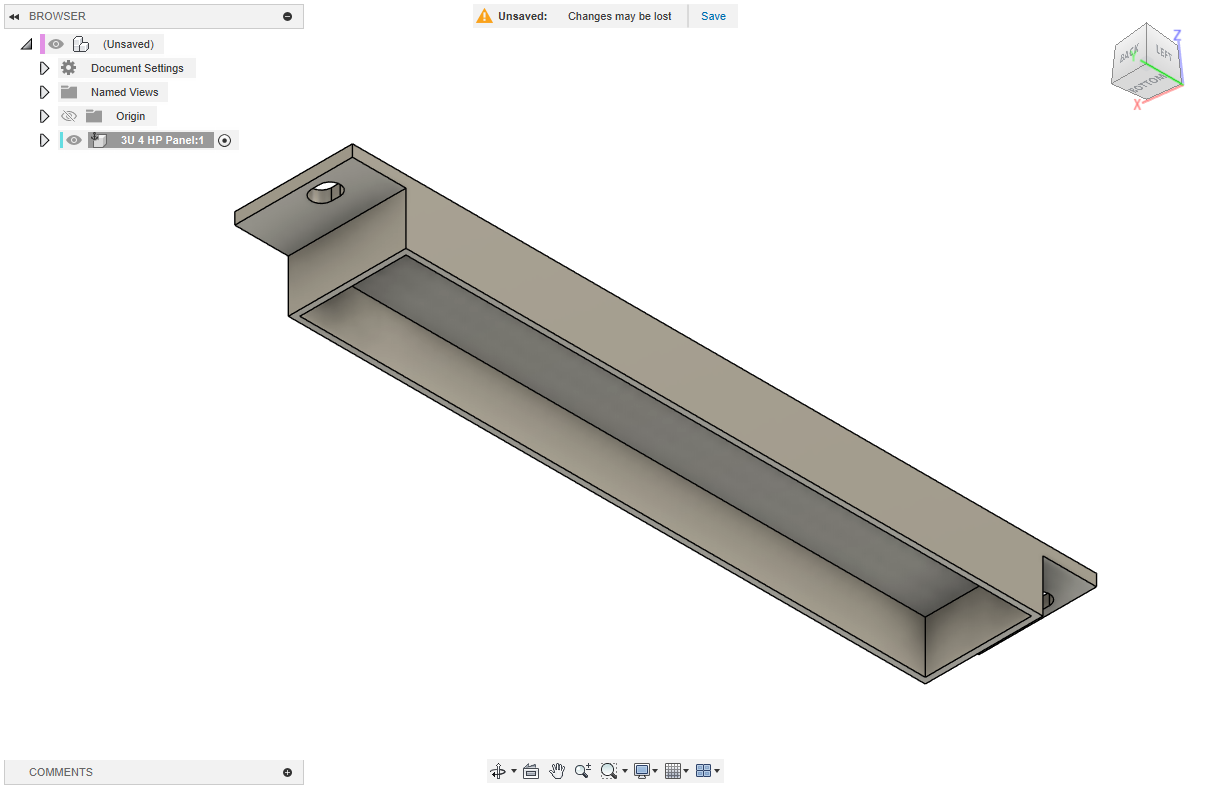 BROWSER
Unsaved: Changes may be lost Save
(Unsaved)
Document Settings
Named Views
Origin
3U 4 HP Panel:1
Z
BACK
LEFT
BOTTOM
X
COMMENTS